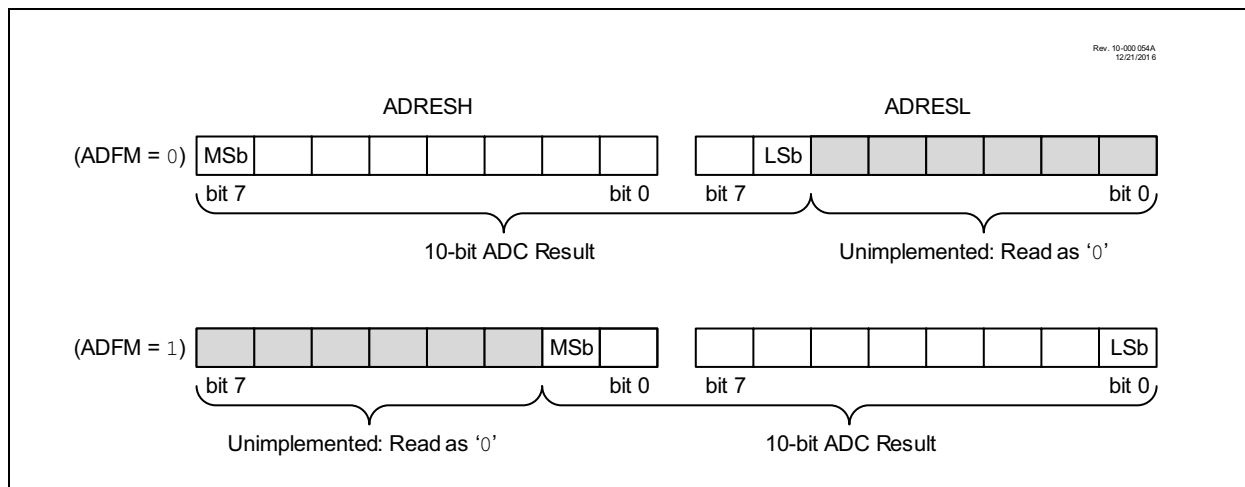 Rev. 10-000 054A
12/21/201 6
ADRESH ADRESL
(ADFM = 0) MSb LSb
bit 7 bit 0 bit 7 bit 0
10-bit ADC Result Unimplemented: Read as ‘0’
(ADFM = 1) MSb LSb
bit 7 bit 0 bit 7 bit 0
Unimplemented: Read as ‘0’ 10-bit ADC Result